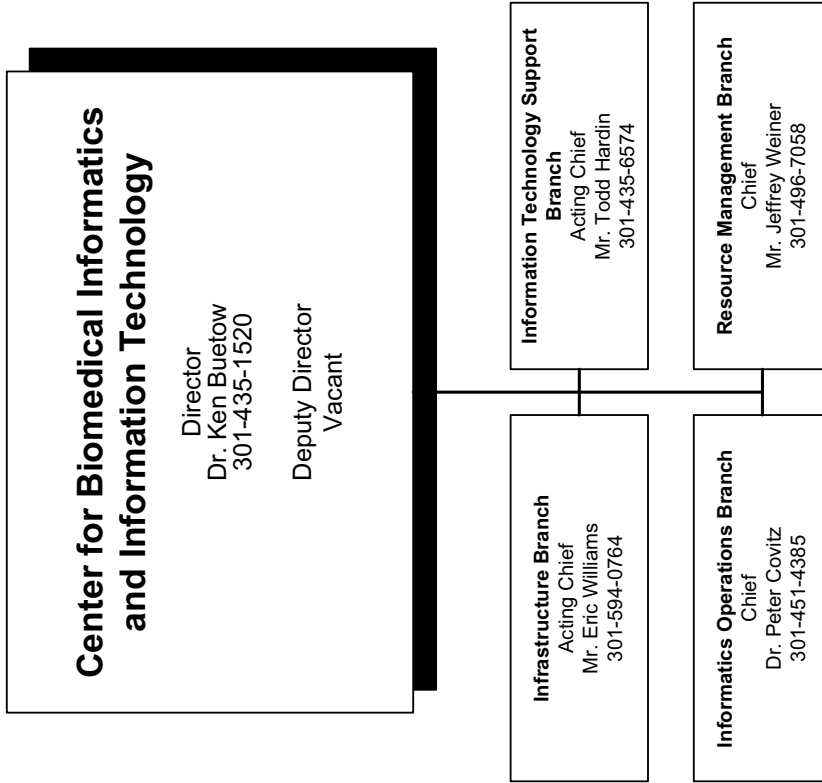 Center for Biomedical Informatics
and Information Technology
Director
Dr. Ken Buetow
301-435-1520
Deputy Director
Vacant
Infrastructure Branch
Acting Chief
Mr. Eric Williams
301-594-0764
Information Technology Support
Branch
Acting Chief
Mr. Todd Hardin
301-435-6574
Informatics Operations Branch
Chief
Dr. Peter Covitz
301-451-4385
Resource Management Branch
Chief
Mr. Jeffrey Weiner
301-496-7058